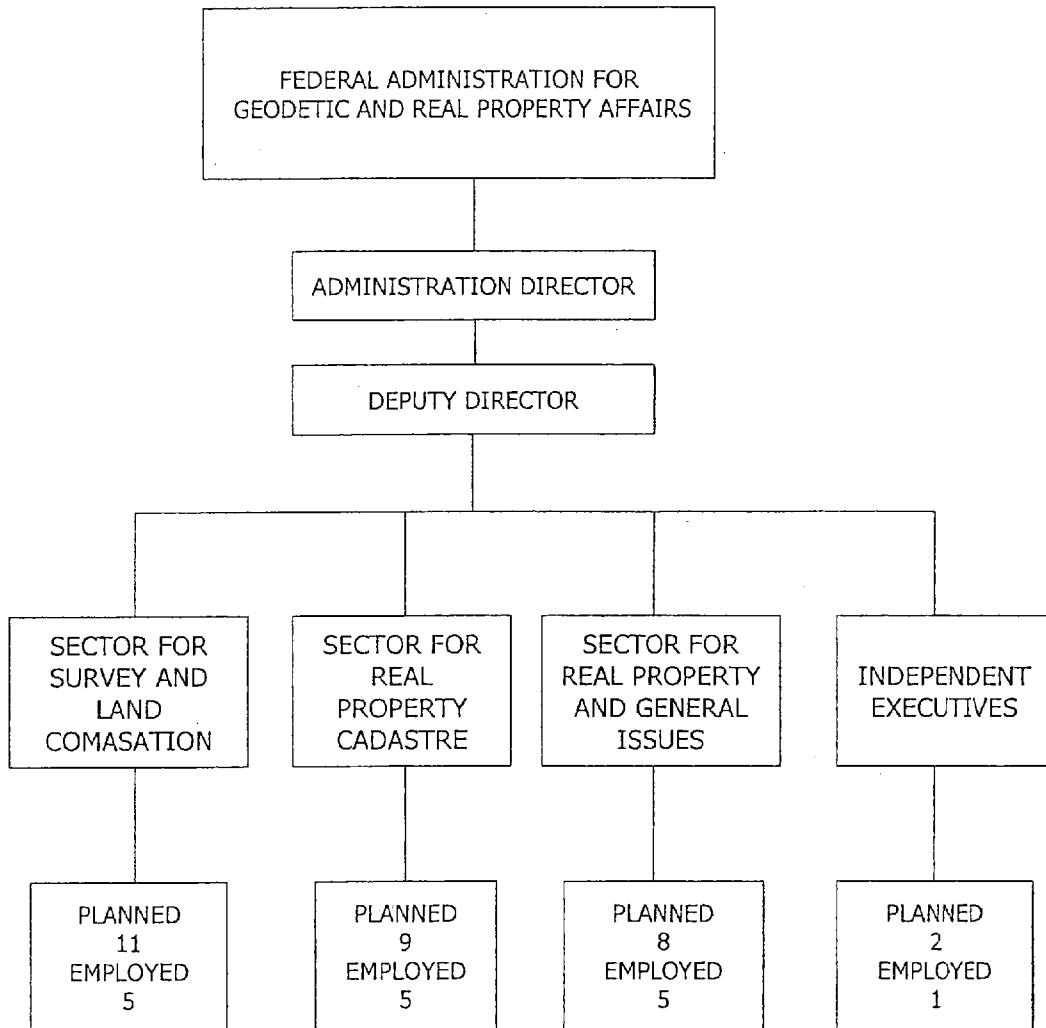 FEDERAL ADMINISTRATION FOR
GEODETIC AND REAL PROPERTY AFFAIRS
ADMINISTRATION DIRECTOR
DEPUTY DIRECTOR
SECTOR FOR
SURVEY AND
LAND
COMASATION
SECTOR FOR
REAL
PROPERTY
CADASTRE
SECTOR FOR
REAL PROPERTY
AND GENERAL
ISSUES
INDEPENDENT
EXECUTIVES
PLANNED
11
EMPLOYED
5
PLANNED
9
EMPLOYED
5
PLANNED
8
EMPLOYED
5
PLANNED
2
EMPLOYED
1